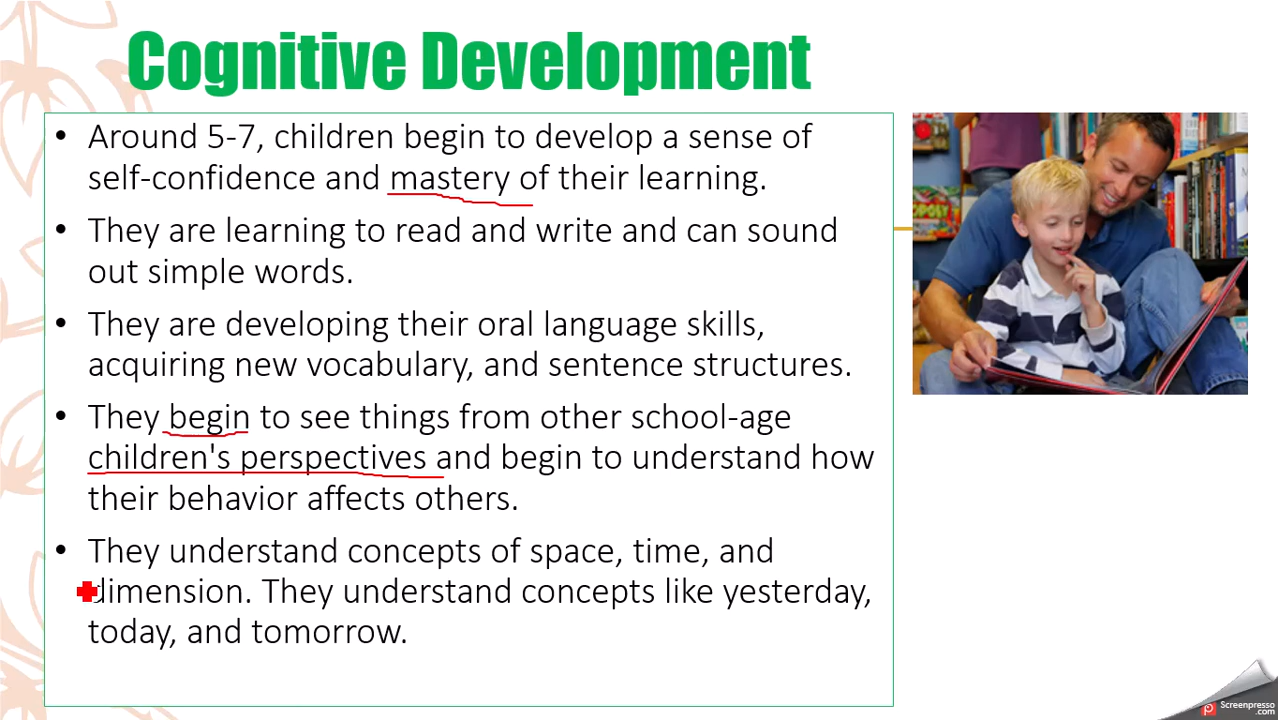 Cognitive Development
• Around 5-7, children begin to develop a sense of
self-confidence and mastery of their learning.
• They are learning to read and write and can sound
out simple words.
• They are developing their oral language skills,
acquiring new vocabulary, and sentence structures.
• They begin to see things from other school-age
children's perspectives and begin to understand how
their behavior affects others.
• They understand concepts of space, time, and
dimension. They understand concepts like yesterday,
today, and tomorrow.
Screenpresso
.com